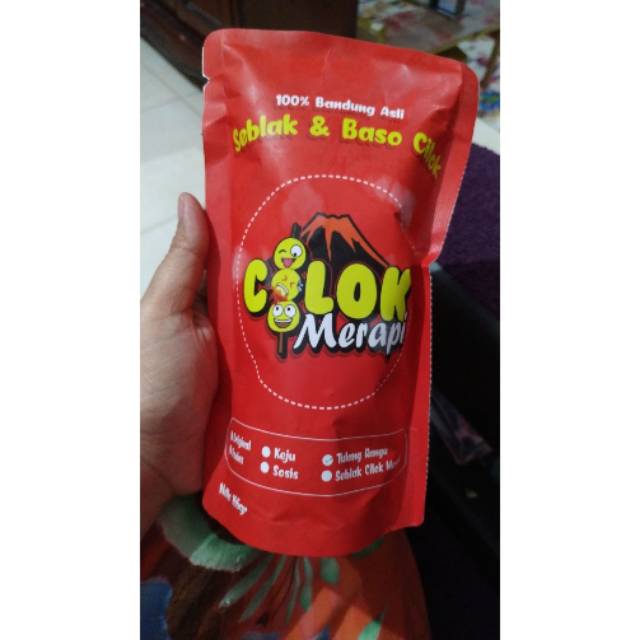 100% Bandung Asli
Seblak & Baso Cilok
CILOK
Merapi
Original Keju Tulang Rangu
Sosis Seblak Cilok